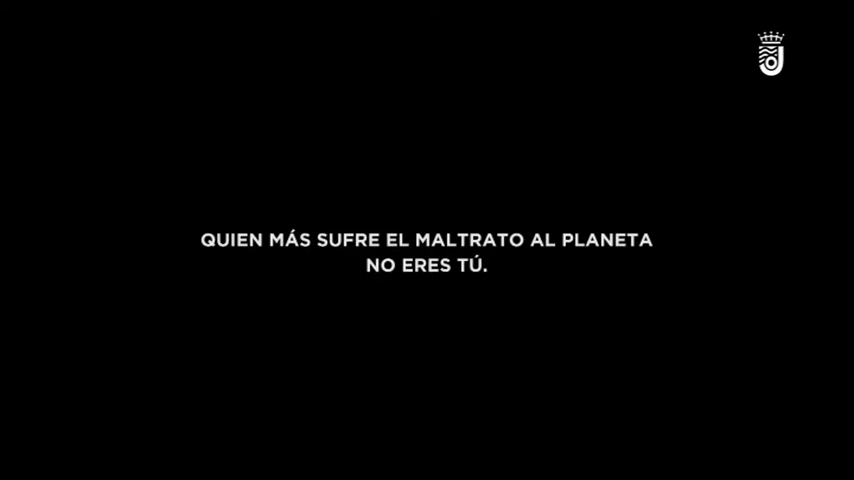 QUIEN MÁS SUFRE EL MALTRATO AL PLANETA
NO ERES TÚ.